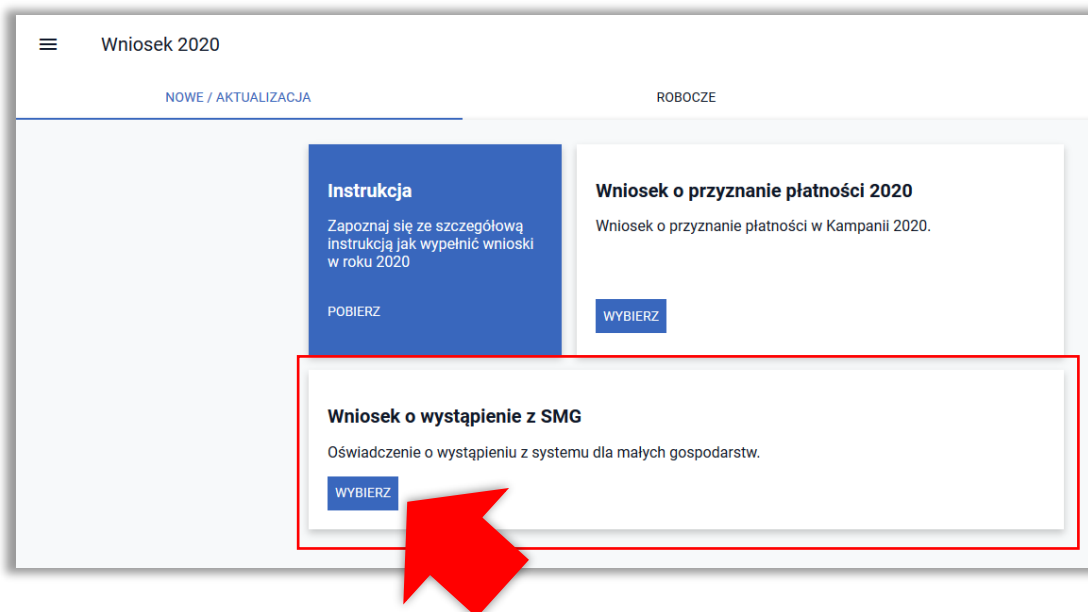 Wniosek 2020
NOWE / AKTUALIZACJA
ROBOCZE
Instrukcja
Zapoznaj się ze szczegółową
instrukcją jak wypełnić wnioski
w roku 2020
POBIERZ
Wniosek o przyznanie płatności 2020
Wniosek o przyznanie płatności w Kampanii 2020.
WYBIERZ
Wniosek o wystąpienie z SMG
Oświadczenie o wystąpieniu z systemu dla małych gospodarstw.
WYBIERZ